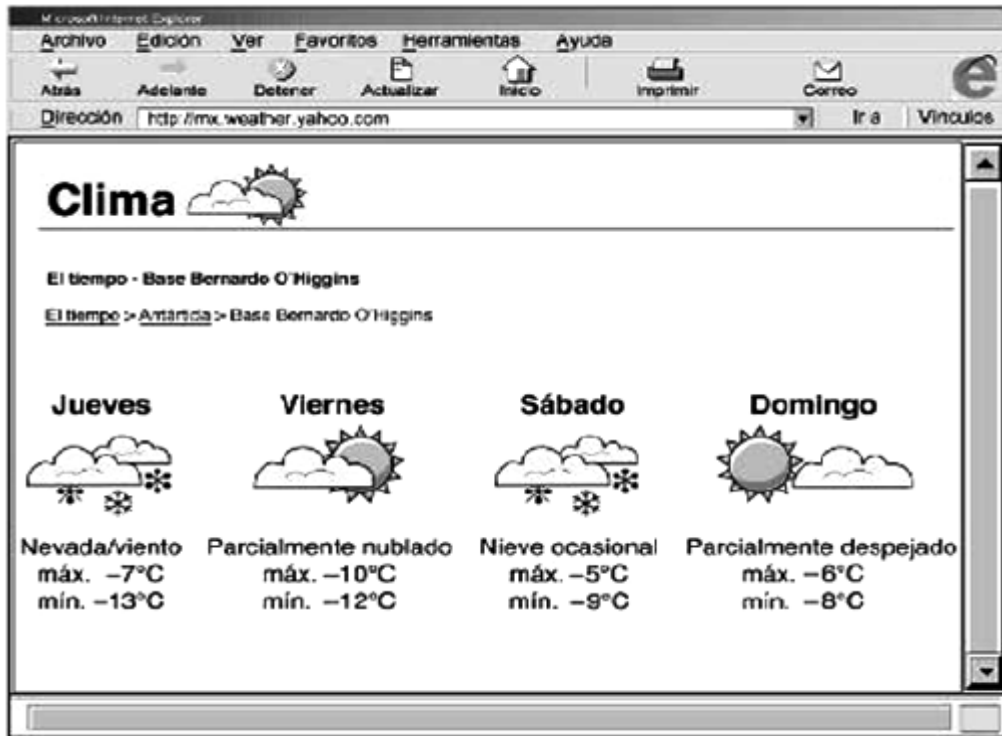 Microsoft Internet Explorer
Archivo Edición Ver Favoritos Herramientas Ayuda
Atrás Adelante Detener Actualizar Inicio Imprimir Correo
Dirección http://mx.weather.yahoo.com Ir a Vínculos
Clima
El tiempo - Base Bernardo O'Higgins
El tiempo > Antártida > Base Bernardo O'Higgins
Jueves Viernes Sábado Domingo
Nevada/viento Parcialmente nublado Nieve ocasional Parcialmente despejado
máx. –7°C máx. –10°C máx. –5°C máx. –6°C
mín. –13°C mín. –12°C mín. –9°C mín. –8°C